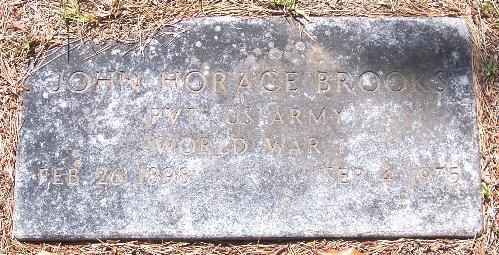 JOHN HORACE BROOKS
PVT US ARMY
WORLD WAR I
FEB 26 1898 SEP 4 1975